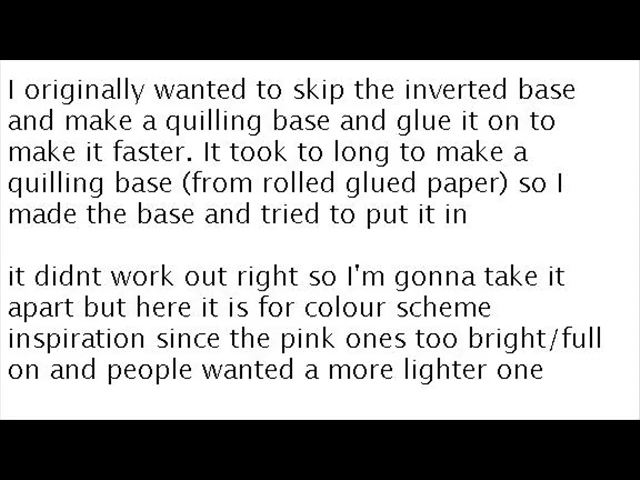 I originally wanted to skip the inverted base
and make a quilling base and glue it on to
make it faster. It took to long to make a
quilling base (from rolled glued paper) so I
made the base and tried to put it in
it didnt work out right so I'm gonna take it
apart but here it is for colour scheme
inspiration since the pink ones too bright/full
on and people wanted a more lighter one